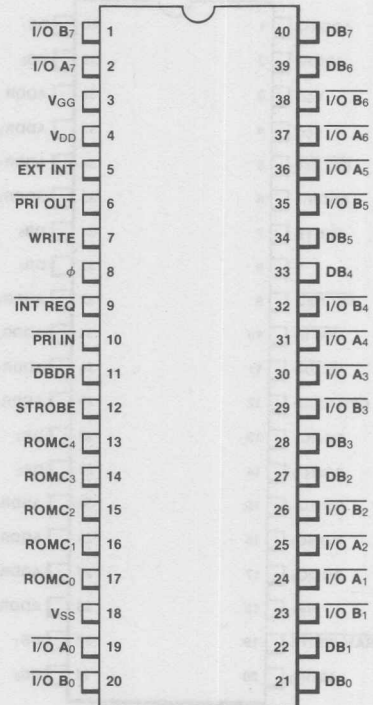 I/O B7 1 40 DB7
I/O A7 2 39 DB6
VGG 3 38 I/O B6
VDD 4 37 I/O A6
EXT INT 5 36 I/O A5
PRI OUT 6 35 I/O B5
WRITE 7 34 DB5
ϕ 8 33 DB4
INT REQ 9 32 I/O B4
PRI IN 10 31 I/O A4
DBDR 11 30 I/O A3
STROBE 12 29 I/O B3
ROMC4 13 28 DB3
ROMC3 14 27 DB2
ROMC2 15 26 I/O B2
ROMC1 16 25 I/O A2
ROMC0 17 24 I/O A1
VSS 18 23 I/O B1
I/O A0 19 22 DB1
I/O B0 20 21 DB0